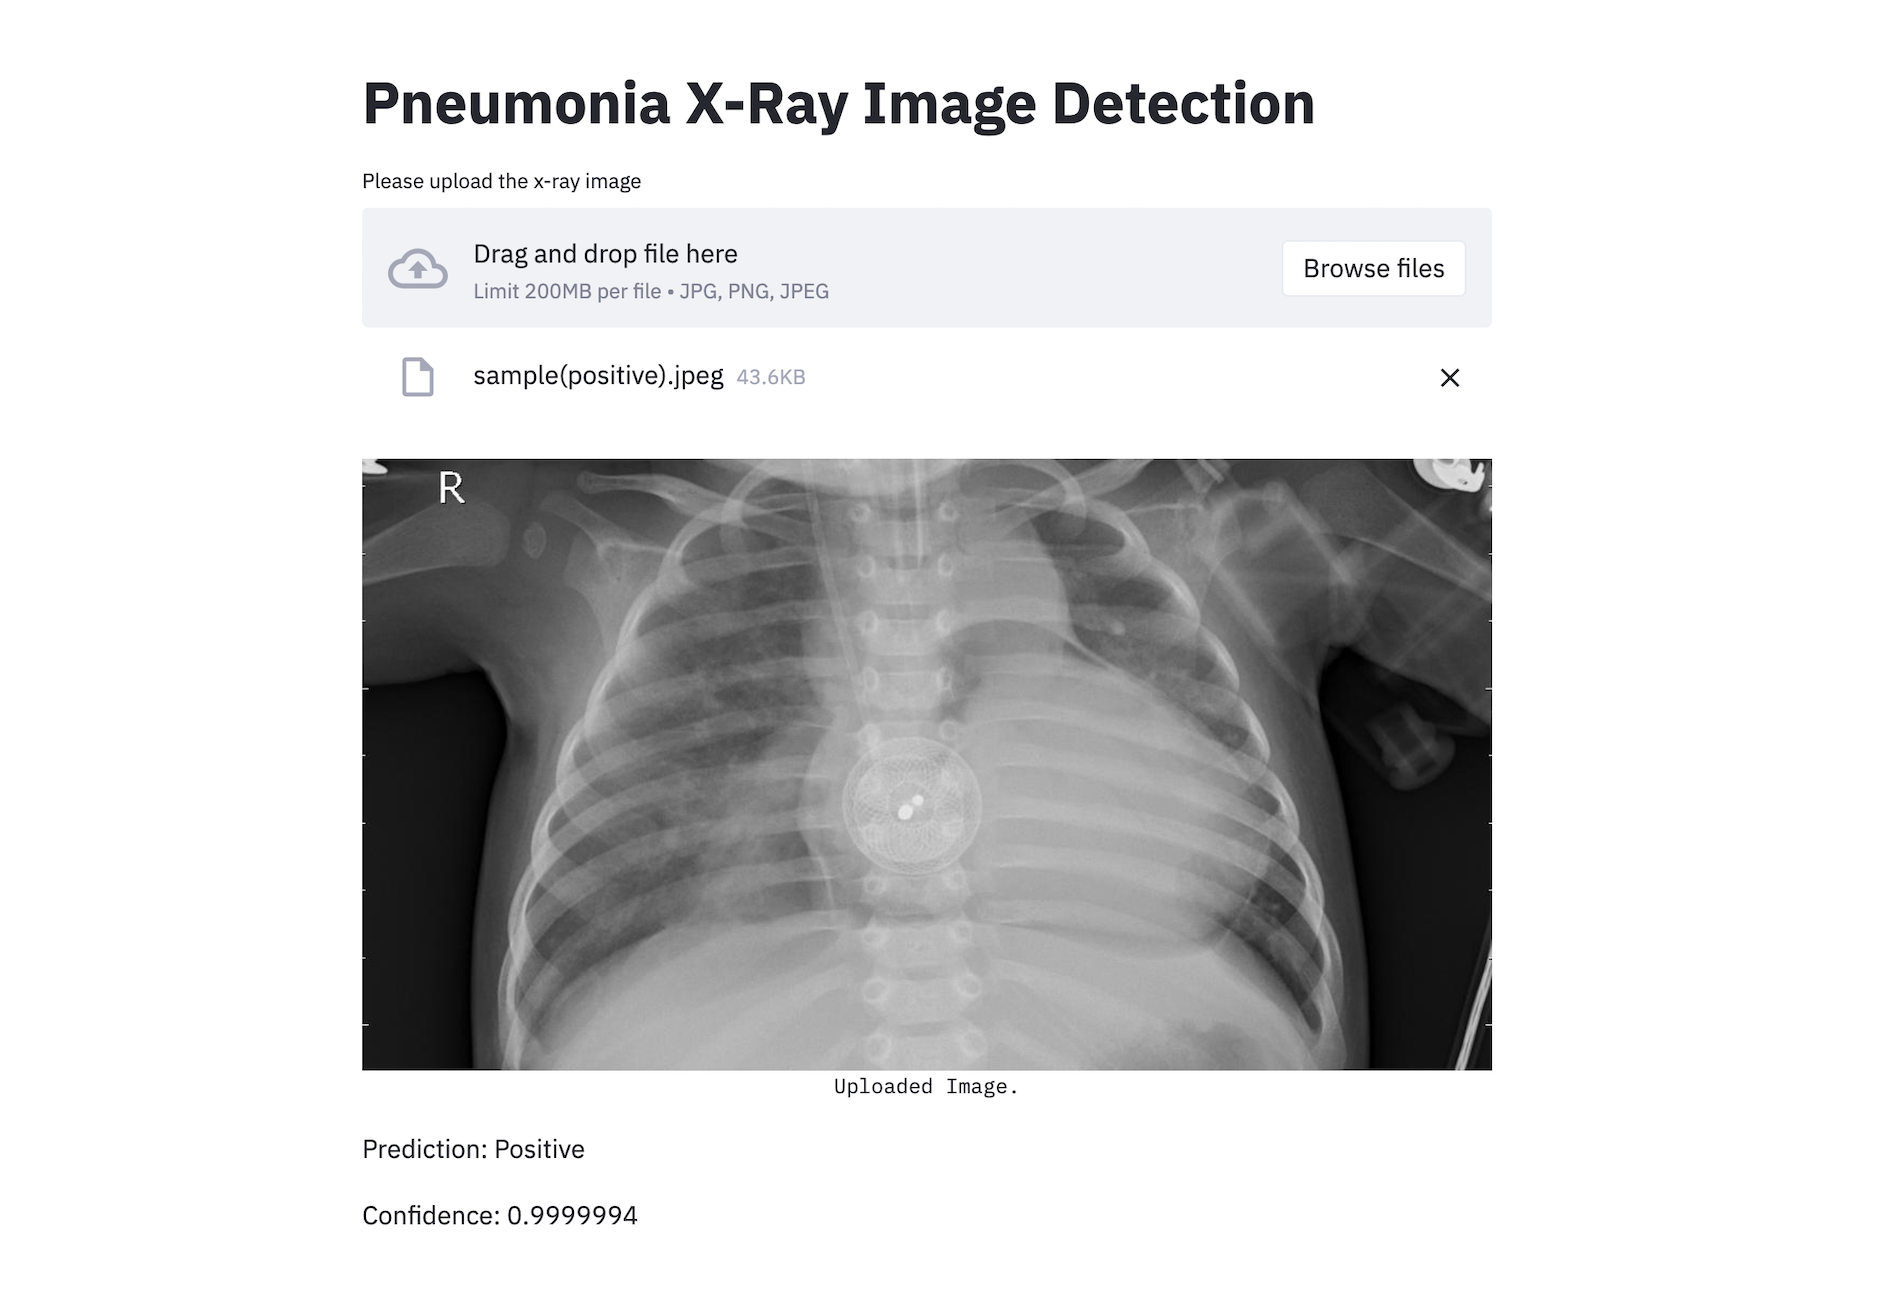 Pneumonia X-Ray Image Detection
Please upload the x-ray image
Drag and drop file here
Limit 200MB per file • JPG, PNG, JPEG
Browse files
sample(positive).jpeg 43.6KB
R
Uploaded Image.
Prediction: Positive
Confidence: 0.9999994